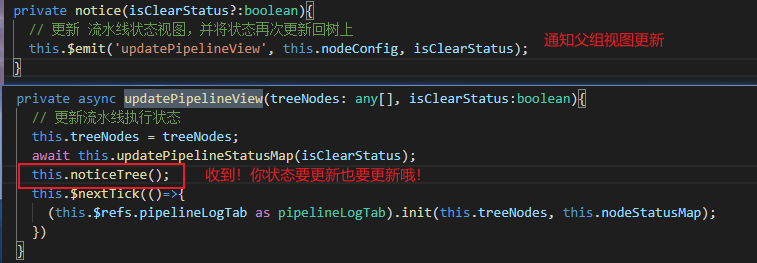 private notice(isClearStatus?:boolean){
// 更新 流水线状态视图，并将状态再次更新回树上
this.$emit('updatePipelineView', this.nodeConfig, isClearStatus);
通知父组视图更新
}
private async updatePipelineView(treeNodes: any[], isClearStatus:boolean){
// 更新流水线执行状态
this.treeNodes = treeNodes;
await this.updatePipelineStatusMap(isClearStatus);
this.noticeTree();
收到！你状态要更新也要更新哦！
this.$nextTick(()=>{
(this.$refs.pipelineLogTab as pipelineLogTab).init(this.treeNodes, this.nodeStatusMap);
})
}